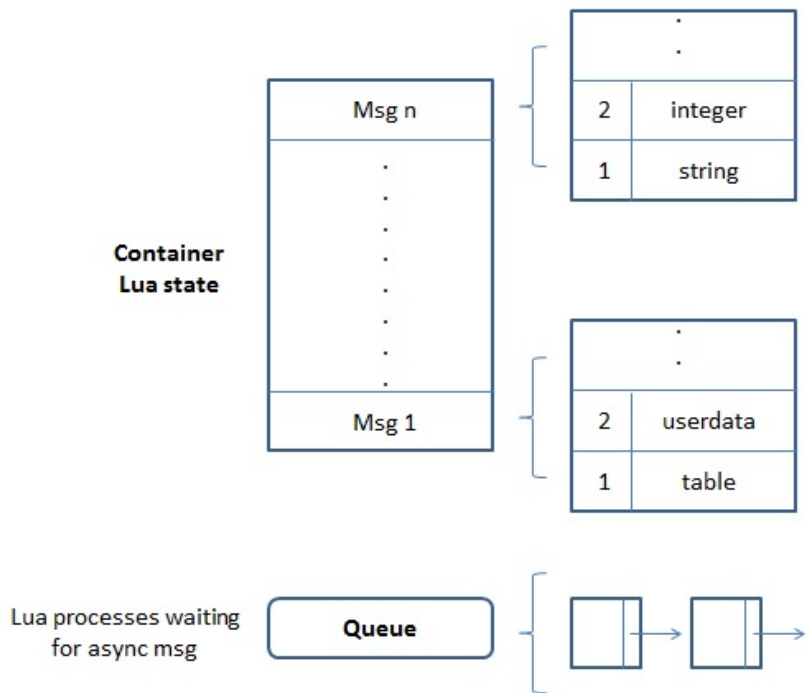 Msg n
2 integer
1 string
Container
Lua state
Msg 1
2 userdata
1 table
Lua processes waiting
for async msg
Queue